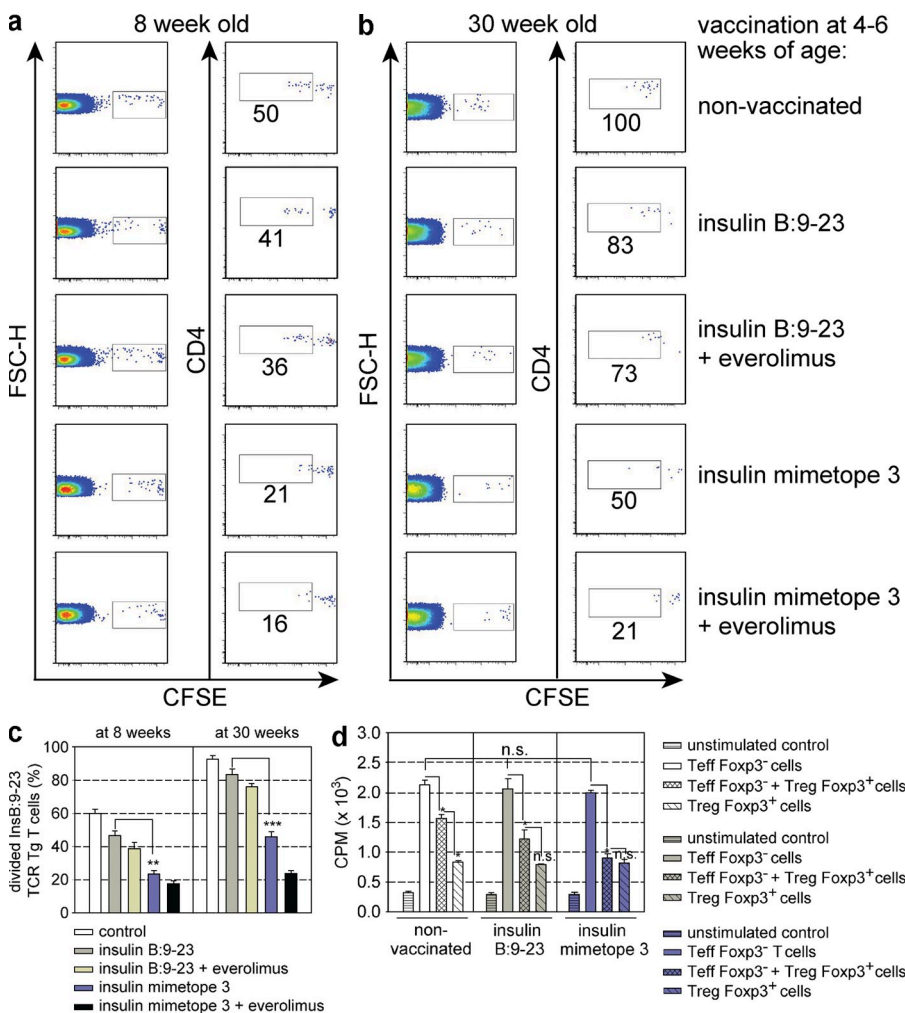 a
8 week old
b
30 week old
vaccination at 4-6
weeks of age:
50
100
non-vaccinated
41
83
insulin B:9-23
36
73
insulin B:9-23
+ everolimus
21
50
insulin mimetope 3
16
21
insulin mimetope 3
+ everolimus
FSC-H
CD4
FSC-H
CD4
CFSE
CFSE
c
at 8 weeks
at 30 weeks
divided InsB:9-23
TCR Tg T cells (%)
100
80
60
40
20
0
**
***
control
insulin B:9-23
insulin B:9-23 + everolimus
insulin mimetope 3
insulin mimetope 3 + everolimus
d
CPM (x 10³)
3.0
2.5
2.0
1.5
1.0
0.5
0.0
n.s.
*
*
*
n.s.
*
n.s.
non-
vaccinated
insulin
B:9-23
insulin
mimetope 3
unstimulated control
Teff Foxp3⁻ cells
Teff Foxp3⁻ + Treg Foxp3⁺ cells
Treg Foxp3⁺ cells
unstimulated control
Teff Foxp3⁻ cells
Teff Foxp3⁻ + Treg Foxp3⁺ cells
Treg Foxp3⁺ cells
unstimulated control
Teff Foxp3⁻ T cells
Teff Foxp3⁻ + Treg Foxp3⁺ cells
Treg Foxp3⁺ cells